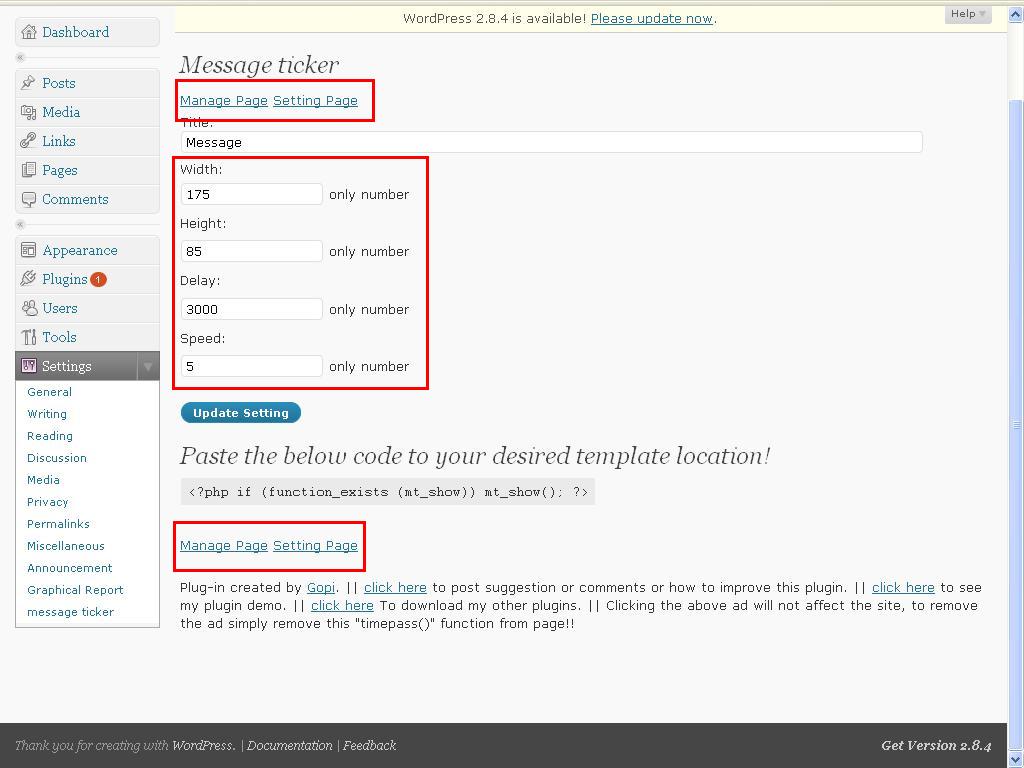 WordPress 2.8.4 is available! Please update now.
Help
Dashboard
Posts
Media
Links
Pages
Comments
Appearance
Plugins 1
Users
Tools
Settings
General
Writing
Reading
Discussion
Media
Privacy
Permalinks
Miscellaneous
Announcement
Graphical Report
message ticker
Message ticker
Manage Page Setting Page
Title:
Message
Width:
175 only number
Height:
85 only number
Delay:
3000 only number
Speed:
5 only number
Update Setting
Paste the below code to your desired template location!
<?php if (function_exists (mt_show)) mt_show(); ?>
Manage Page Setting Page
Plug-in created by Gopi. || click here to post suggestion or comments or how to improve this plugin. || click here to see
my plugin demo. || click here To download my other plugins. || Clicking the above ad will not affect the site, to remove
the ad simply remove this "timepass()" function from page!!
Thank you for creating with WordPress. | Documentation | Feedback
Get Version 2.8.4